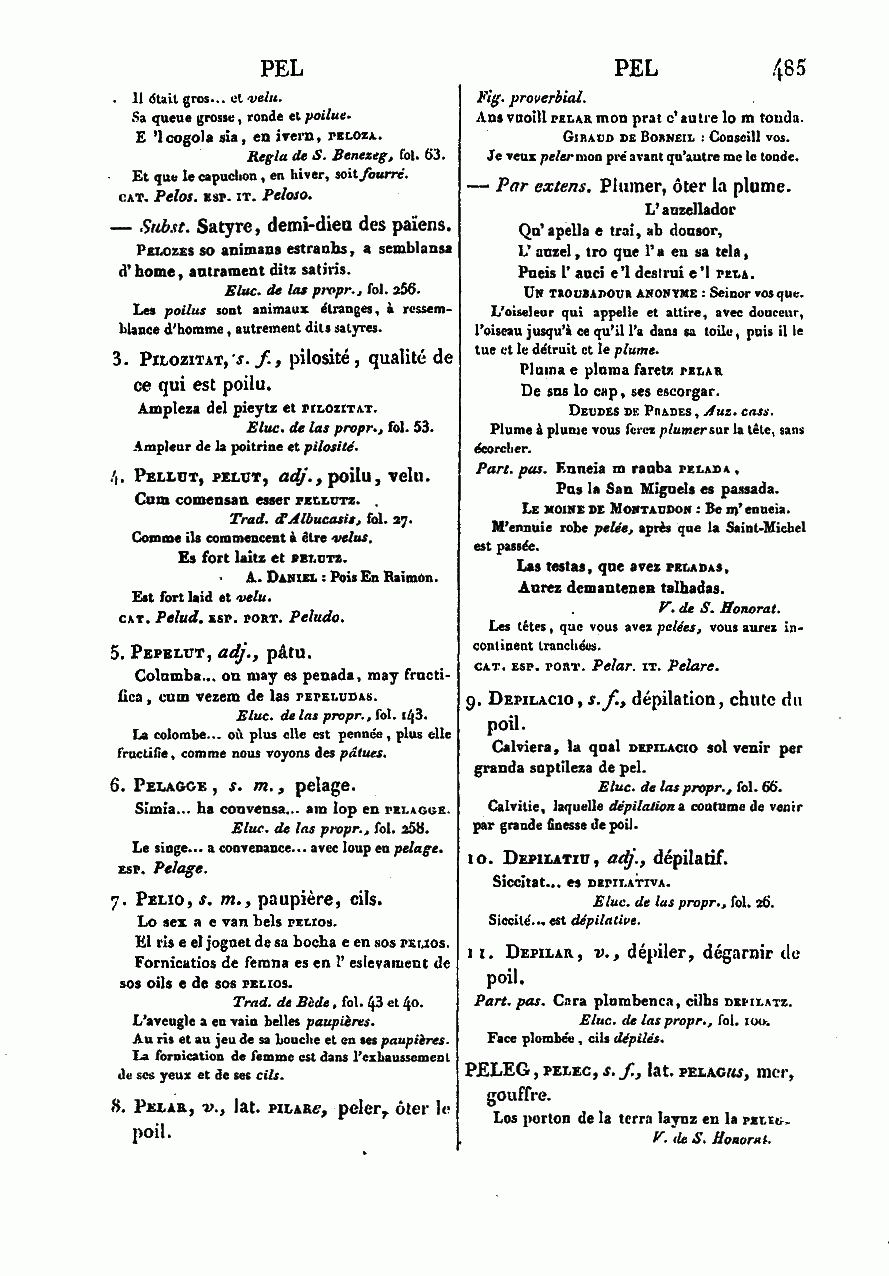 PEL
PEL 485
Il était gros... et velu.
Sa queue grosse, ronde et poilue.
E 'l cogola sia, en ivern, PELOZA.
Regla de S. Benezeg, fol. 63.
Et que le capuchon, en hiver, soit fourré.
CAT. Pelos. ESP. IT. Peloso.
— Subst. Satyre, demi-dieu des païens.
PELOZES so animans estranhs, a semblansa
d'home, autrament ditz satiris.
Eluc. de las propr., fol. 256.
Les poilus sont animaux étranges, à ressem-
blance d'homme, autrement dits satyres.
3. PILOZITAT, s. f., pilosité, qualité de
ce qui est poilu.
Ampleza del pieytz et PILOZITAT.
Eluc. de las propr., fol. 53.
Ampleur de la poitrine et pilosité.
4. PELLUT, PELUT, adj., poilu, velu.
Cum comensan esser PELLUTZ.
Trad. d'Albucasis, fol. 27.
Comme ils commencent à être velus.
Es fort laitz et PELUTZ.
A. DANIEL : Pois En Raimon.
Est fort laid et velu.
CAT. Pelud. ESP. PORT. Peludo.
5. PEPELUT, adj., pâtu.
Columba... on may es penada, may fructi-
fica, cum vezem de las PEPELUDAS.
Eluc. de las propr., fol. 143.
La colombe... où plus elle est pennée, plus elle
fructifie, comme nous voyons des pátues.
6. PELAGGE, s. m., pelage.
Simia... ha convensa... am lop en PELAGGE.
Eluc. de las propr., fol. 258.
Le singe... a convenance... avec loup en pelage.
ESP. Pelage.
7. PELIO, s. m., paupière, cils.
Lo sex a e van bels PELIOS.
El ris e el joguet de sa bocha e en sos PELIOS.
Fornicatios de femna es en l' eslevament de
sos oils e de sos PELIOS.
Trad. de Bède, fol. 43 et 40.
L'aveugle a en vain belles paupières.
Au ris et au jeu de sa bouche et en ses paupières.
La fornication de femme est dans l'exhaussement
de ses yeux et de ses cils.
8. PELAR, v., lat. PILARe, peler, ôter le
poil.
Fig. proverbial.
Ans vuoill PELAR mon prat c'autre lo m tonda.
GIRAUD DE BORNEIL : Conseill vos.
Je veux peler mon pré avant qu'autre me le tonde.
— Par extens. Plumer, ôter la plume.
L'auzellador
Qu' apella e trai, ab dousor,
L' auzel, tro que l'a en sa tela,
Pueis l' auci e'l destrui e'l PELA.
UN TROUBADOUR ANONYME : Seinor vos que.
L'oiseleur qui appelle et attire, avec douceur,
l'oiseau jusqu'à ce qu'il l'a dans sa toile, puis il le
tue et le détruit et le plume.
Pluma e pluma faretz PELAR
De sus lo cap, ses escorgar.
DEUDES DE PRADES, Auz. cass.
Plume à plume vous ferez plumer sur la tête, sans
écorcher.
Part. pas. Enneia m rauba PELADA,
Pus la San Miquels es passada.
LE MOINE DE MONTAUDON : Be m'enueia.
M'ennuie robe pelée, après que la Saint-Michel
est passée.
Las testas, que avez PELADAS,
Aurez demantenen talhadas.
V. de S. Honorat.
Les têtes, que vous avez pelées, vous aurez in-
continent tranchées.
CAT. ESP. PORT. Pelar. IT. Pelare.
9. DEPILACIO, s. f., dépilation, chute du
poil.
Calviera, la qual DEPILACIO sol venir per
granda suptileza de pel.
Eluc. de las propr., fol. 66.
Calvitie, laquelle dépilation a coutume de venir
par grande finesse de poil.
10. DEPILATIU, adj., dépilatif.
Siccitat... es DEPILATIVA.
Eluc. de las propr., fol. 26.
Siccité... est dépilative.
11. DEPILAR, v., dépiler, dégarnir de
poil.
Part. pas. Cara plumbenca, cilhs DEPILATZ.
Eluc. de las propr., fol. 100.
Face plombée, cils dépilés.
PELEG, PELEC, s. f., lat. PELAGus, mer,
gouffre.
Los porton de la terra laynz en la PELEG.
V. de S. Honorat.